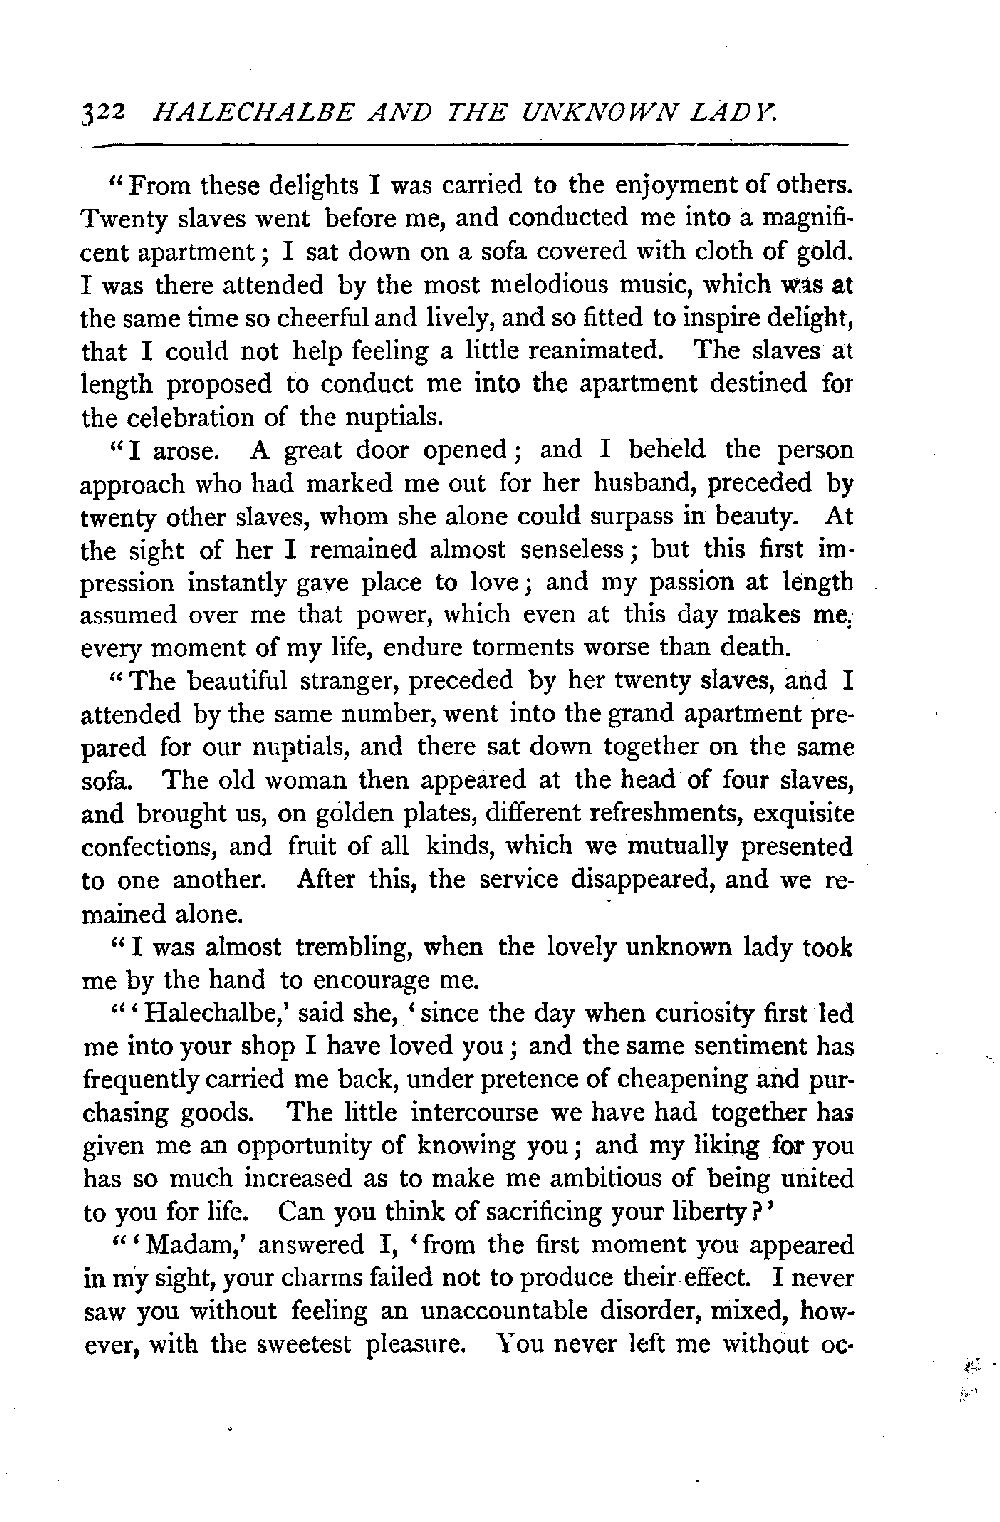 322 HALECHALBE AND THE UNKNOWN LADY.
“From these delights I was carried to the enjoyment of others.
Twenty slaves went before me, and conducted me into a magnifi-
cent apartment; I sat down on a sofa covered with cloth of gold.
I was there attended by the most melodious music, which was at
the same time so cheerful and lively, and so fitted to inspire delight,
that I could not help feeling a little reanimated. The slaves at
length proposed to conduct me into the apartment destined for
the celebration of the nuptials.
“I arose. A great door opened; and I beheld the person
approach who had marked me out for her husband, preceded by
twenty other slaves, whom she alone could surpass in beauty. At
the sight of her I remained almost senseless; but this first im-
pression instantly gave place to love; and my passion at length
assumed over me that power, which even at this day makes me,
every moment of my life, endure torments worse than death.
“The beautiful stranger, preceded by her twenty slaves, and I
attended by the same number, went into the grand apartment pre-
pared for our nuptials, and there sat down together on the same
sofa. The old woman then appeared at the head of four slaves,
and brought us, on golden plates, different refreshments, exquisite
confections, and fruit of all kinds, which we mutually presented
to one another. After this, the service disappeared, and we re-
mained alone.
“I was almost trembling, when the lovely unknown lady took
me by the hand to encourage me.
“‘Halechalbe,’ said she, ‘since the day when curiosity first led
me into your shop I have loved you; and the same sentiment has
frequently carried me back, under pretence of cheapening and pur-
chasing goods. The little intercourse we have had together has
given me an opportunity of knowing you; and my liking for you
has so much increased as to make me ambitious of being united
to you for life. Can you think of sacrificing your liberty?’
“‘Madam,’ answered I, ‘from the first moment you appeared
in my sight, your charms failed not to produce their effect. I never
saw you without feeling an unaccountable disorder, mixed, how-
ever, with the sweetest pleasure. You never left me without oc-